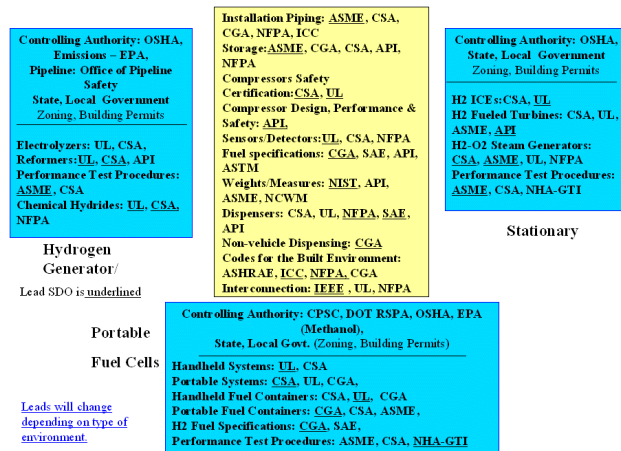 Controlling Authority: OSHA,
Emissions – EPA,
Pipeline: Office of Pipeline
Safety
State, Local Government
Zoning, Building Permits
Electrolyzers: UL, CSA,
Reformers:UL, CSA, API
Performance Test Procedures:
ASME, CSA
Chemical Hydrides: UL, CSA,
NFPA
Hydrogen
Generator/
Lead SDO is underlined
Installation Piping: ASME, CSA,
CGA, NFPA, ICC
Storage:ASME, CGA, CSA, API,
NFPA
Compressors Safety
Certification:CSA, UL
Compressor Design, Performance &
Safety: API,
Sensors/Detectors:UL, CSA, NFPA
Fuel specifications: CGA, SAE, API,
ASTM
Weights/Measures: NIST, API,
ASME, NCWM
Dispensers: CSA, UL, NFPA, SAE,
API
Non-vehicle Dispensing: CGA
Codes for the Built Environment:
ASHRAE, ICC, NFPA, CGA
Interconnection: IEEE , UL, NFPA
Controlling Authority: OSHA,
State, Local Government
Zoning, Building Permits
H2 ICEs:CSA, UL
H2 Fueled Turbines: CSA, UL,
ASME, API
H2-O2 Steam Generators:
CSA, ASME, UL, NFPA
Performance Test Procedures:
ASME, CSA, NHA-GTI
Stationary
Portable
Fuel Cells
Leads will change
depending on type of
environment.
Controlling Authority: CPSC, DOT RSPA, OSHA, EPA
(Methanol),
State, Local Govt. (Zoning, Building Permits)
Handheld Systems: UL, CSA
Portable Systems: CSA, UL, CGA,
Handheld Fuel Containers: CSA, UL, CGA
Portable Fuel Containers: CGA, CSA, ASME,
H2 Fuel Specifications: CGA, SAE,
Performance Test Procedures: ASME, CSA, NHA-GTI